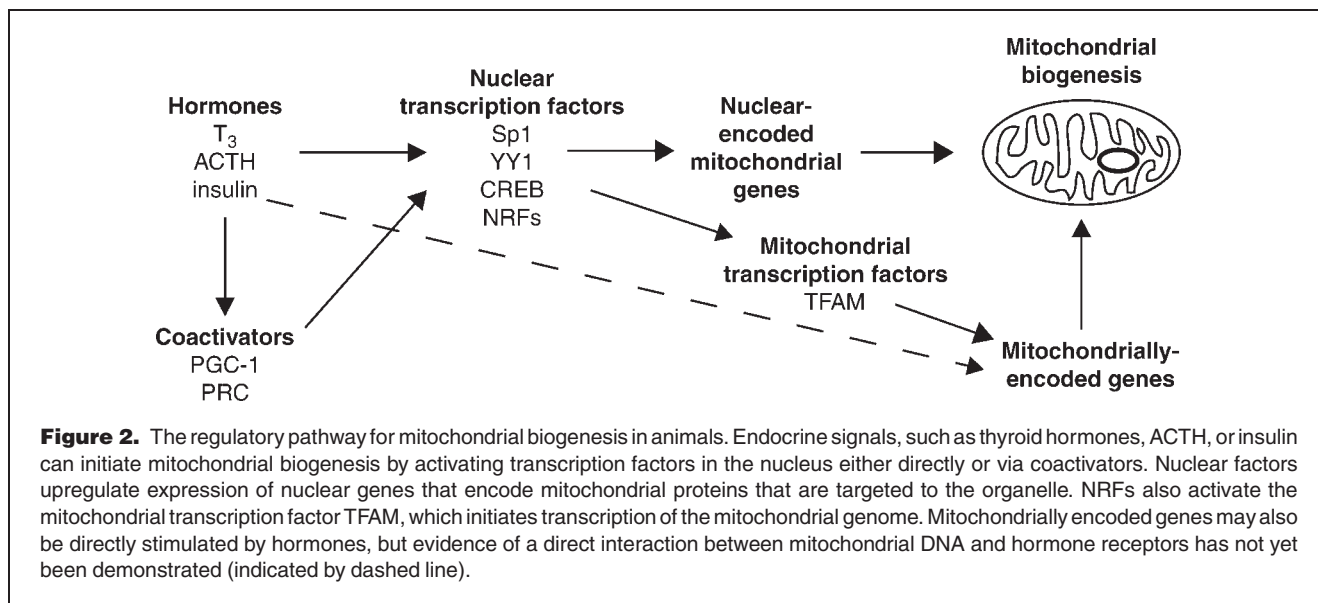 Hormones
T₃
ACTH
insulin
Coactivators
PGC-1
PRC
Nuclear
transcription factors
Sp1
YY1
CREB
NRFs
Nuclear-
encoded
mitochondrial
genes
Mitochondrial
transcription factors
TFAM
Mitochondrial
biogenesis
Mitochondrially-
encoded genes
Figure 2. The regulatory pathway for mitochondrial biogenesis in animals. Endocrine signals, such as thyroid hormones, ACTH, or insulin
can initiate mitochondrial biogenesis by activating transcription factors in the nucleus either directly or via coactivators. Nuclear factors
upregulate expression of nuclear genes that encode mitochondrial proteins that are targeted to the organelle. NRFs also activate the
mitochondrial transcription factor TFAM, which initiates transcription of the mitochondrial genome. Mitochondrially encoded genes may also
be directly stimulated by hormones, but evidence of a direct interaction between mitochondrial DNA and hormone receptors has not yet
been demonstrated (indicated by dashed line).